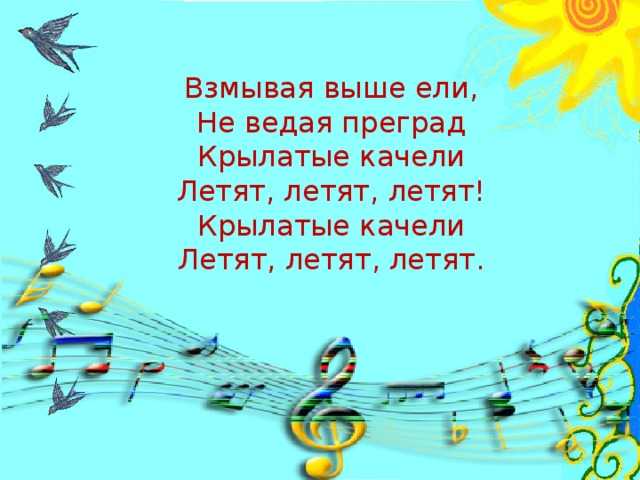 Взмывая выше ели,
Не ведая преград
Крылатые качели
Летят, летят, летят!
Крылатые качели
Летят, летят, летят.